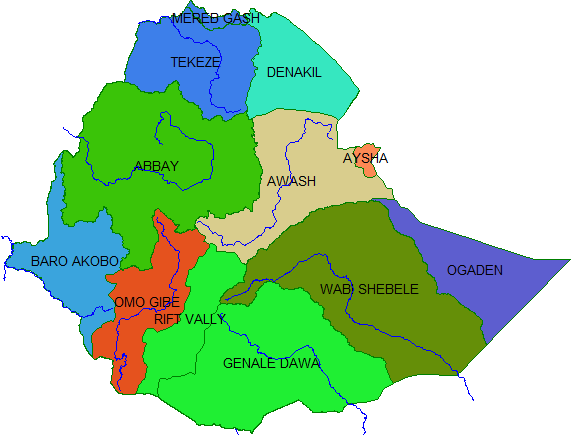 MEREB GASH
TEKEZE
DENAKIL
ABBAY
AYSHA
AWASH
BARO AKOBO
OGADEN
OMO GIBE
WABI SHEBELE
RIFT VALLY
GENALE DAWA